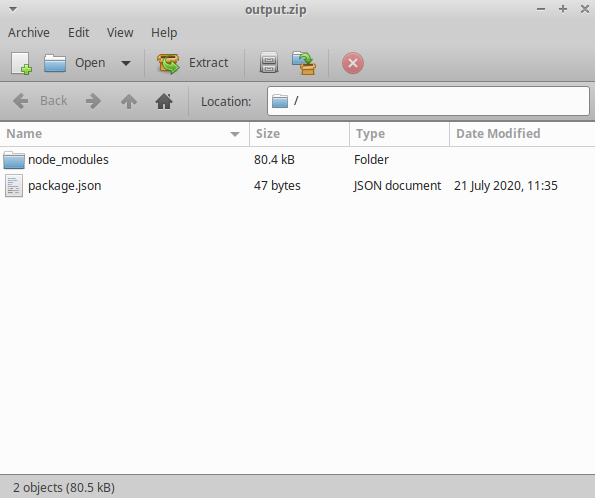 output.zip
Archive Edit View Help
Open Extract
Back Location: /
Name Size Type Date Modified
node_modules 80.4 kB Folder
package.json 47 bytes JSON document 21 July 2020, 11:35
2 objects (80.5 kB)